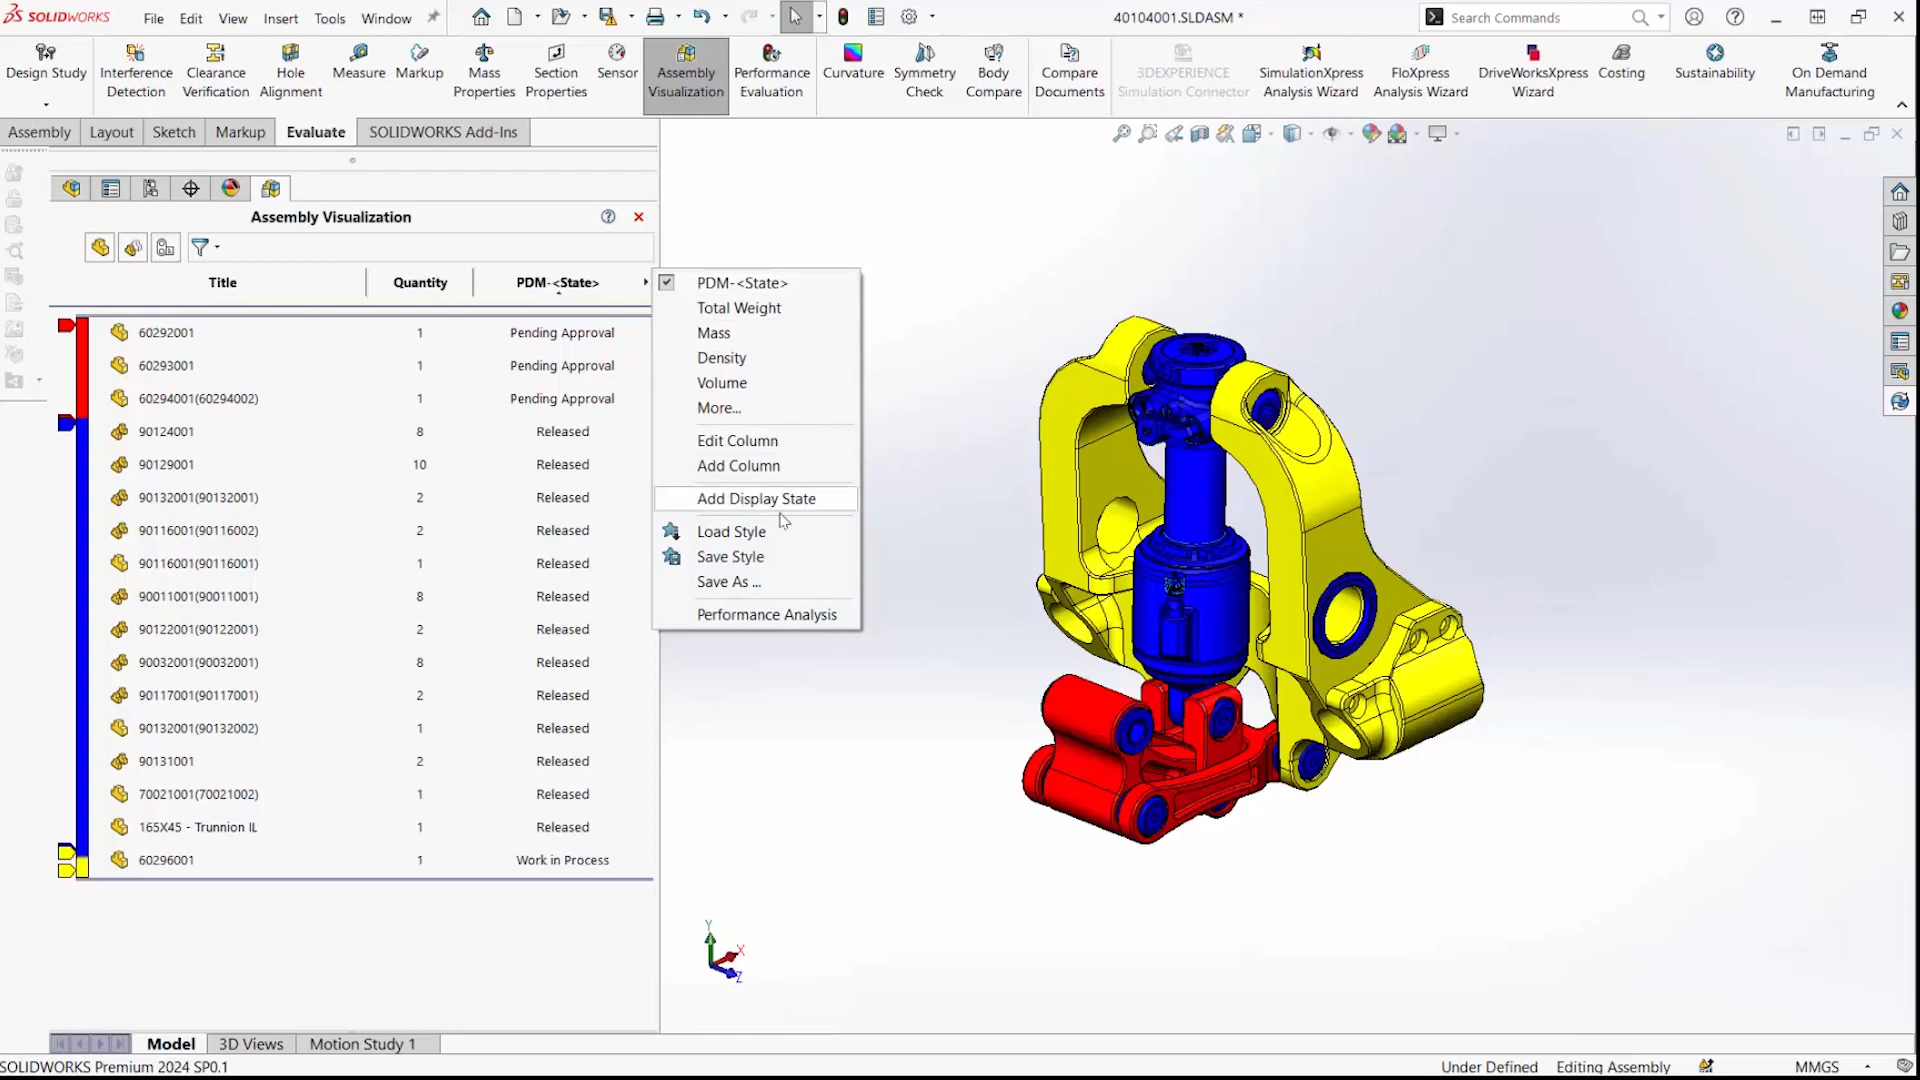 SOLIDWORKS File Edit View Insert Tools Window 40104001.SLDASM * Search Commands
Design Study
Interference Detection
Clearance Verification
Hole Alignment
Measure
Markup
Mass Properties
Section Properties
Sensor
Assembly Visualization
Performance Evaluation
Curvature
Symmetry Check
Body Compare
Compare Documents
3DEXPERIENCE Simulation Connector
SimulationXpress Analysis Wizard
FloXpress Analysis Wizard
DriveWorksXpress Wizard
Costing
Sustainability
On Demand Manufacturing
Assembly Layout Sketch Markup Evaluate SOLIDWORKS Add-Ins
Assembly Visualization
Title Quantity PDM-<State>
60292001 1 Pending Approval
60293001 1 Pending Approval
60294001(60294002) 1 Pending Approval
90124001 8 Released
90129001 10 Released
90132001(90132001) 2 Released
90116001(90116002) 2 Released
90116001(90116001) 1 Released
90011001(90011001) 8 Released
90122001(90122001) 2 Released
90032001(90032001) 8 Released
90117001(90117001) 2 Released
90132001(90132002) 1 Released
90131001 2 Released
70021001(70021002) 1 Released
165X45 - Trunnion IL 1 Released
60296001 1 Work in Process
PDM-<State>
Total Weight
Mass
Density
Volume
More...
Edit Column
Add Column
Add Display State
Load Style
Save Style
Save As ...
Performance Analysis
Y
X
Z
Model 3D Views Motion Study 1
SOLIDWORKS Premium 2024 SP0.1 Under Defined Editing Assembly MMGS